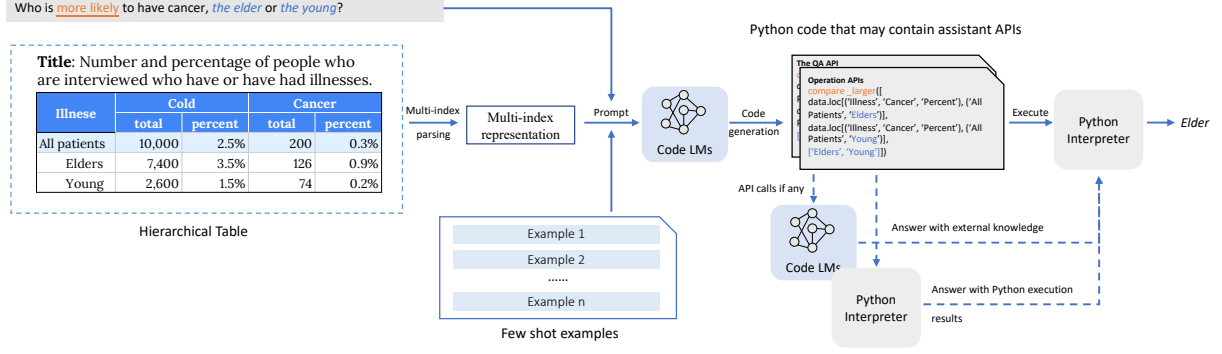 Who is more likely to have cancer, the elder or the young?
Title: Number and percentage of people who
are interviewed who have or have had illnesses.
Illnese Cold Cancer
total percent total percent
All patients 10,000 2.5% 200 0.3%
Elders 7,400 3.5% 126 0.9%
Young 2,600 1.5% 74 0.2%
Hierarchical Table
Multi-index
parsing
Multi-index
representation
Prompt
Example 1
Example 2
......
Example n
Few shot examples
Code LMs
Code
generation
Python code that may contain assistant APIs
The QA API
Operation APIs
compare _larger([
data.loc[('Illness', 'Cancer', 'Percent'), ('All
Patients', 'Elders')],
data.loc[('Illness', 'Cancer', 'Percent'), ('All
Patients', 'Young')],
['Elders', 'Young']])
Execute
Python
Interpreter
Elder
API calls if any
Code LMs
Answer with external knowledge
Python
Interpreter
Answer with Python execution
results